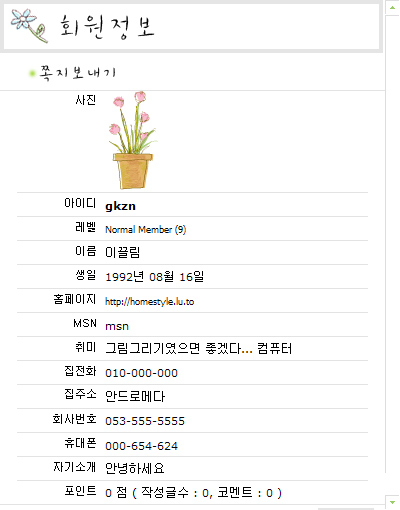 회원정보
쪽지보내기
사진
아이디 gkzn
레벨 Normal Member (9)
이름 이끌림
생일 1992년 08월 16일
홈페이지 http://homestyle.lu.to
MSN msn
취미 그림그리기였으면 좋겠다... 컴퓨터
집전화 010-000-000
집주소 안드로메다
회사번호 053-555-5555
휴대폰 000-654-624
자기소개 안녕하세요
포인트 0 점 ( 작성글수 : 0, 코멘트 : 0 )